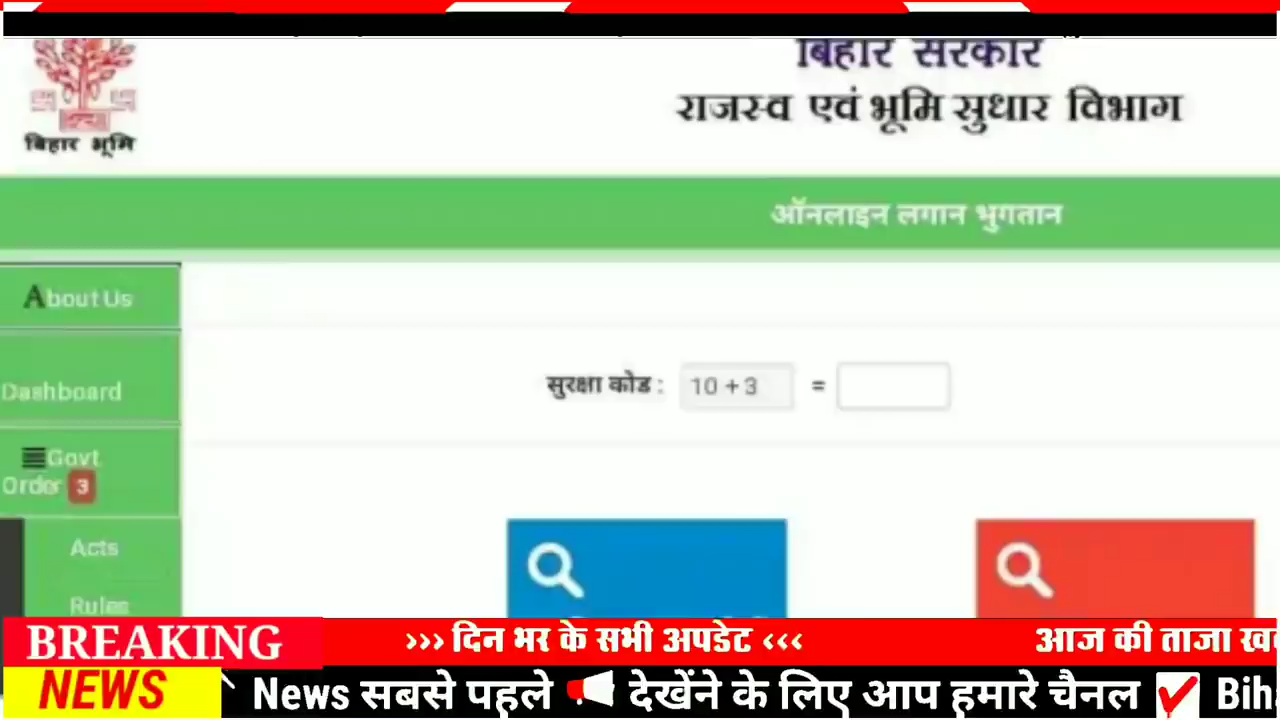 बिहार सरकार
राजस्व एवं भूमि सुधार विभाग
बिहार भूमि
ऑनलाइन लगान भुगतान
About Us
सुरक्षा कोड : 10 + 3 =
Dashboard
Govt
Order 3
Acts
Rules
BREAKING
NEWS
››› दिन भर के सभी अपडेट ‹‹‹
आज की ताजा ख
News सबसे पहले देखेंने के लिए आप हमारे चैनल Bih